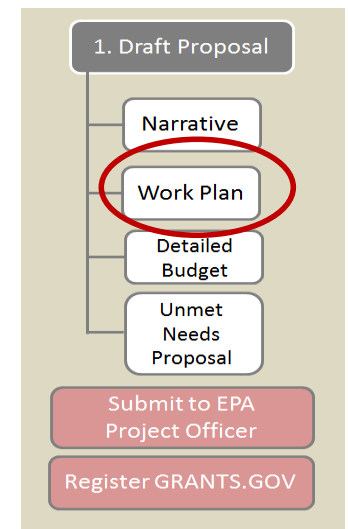 1. Draft Proposal
Narrative
Work Plan
Detailed
Budget
Unmet
Needs
Proposal
Submit to EPA
Project Officer
Register GRANTS.GOV